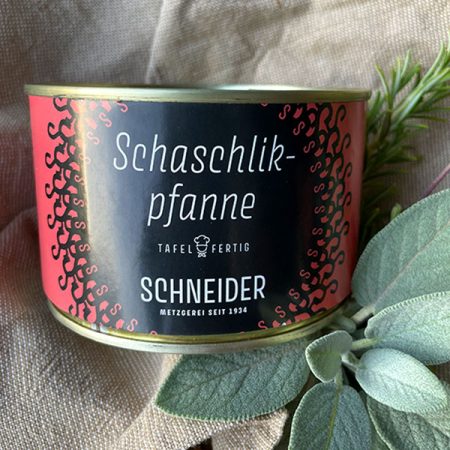 Schaschlik-
pfanne
TAFEL FERTIG
SCHNEIDER
METZGEREI SEIT 1934